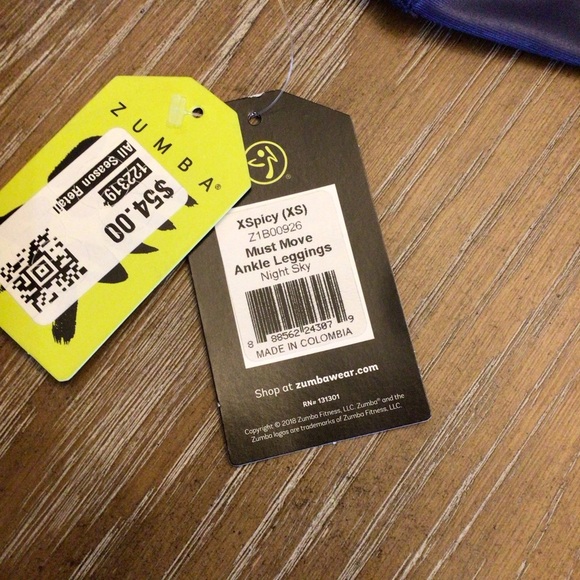 ZUMBA®
All Season Retail
122319
$54.00
XSpicy (XS)
Z1B00926
Must Move
Ankle Leggings
Night Sky
8 88562 24307 9
MADE IN COLOMBIA
Shop at zumbawear.com
RN# 131301
Copyright © 2018 Zumba Fitness, LLC. Zumba® and the
Zumba logos are trademarks of Zumba Fitness, LLC.